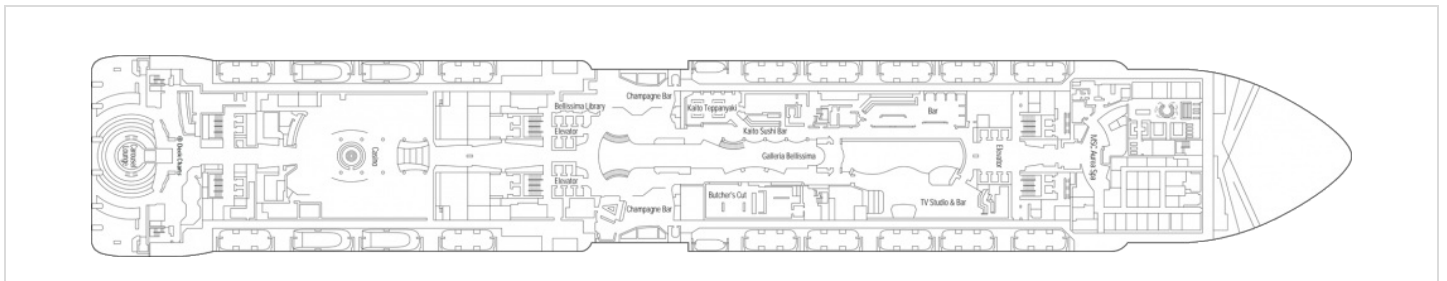 Carousel
Lounge
Casino
Bellissima Library
Elevator
Elevator
Champagne Bar
Champagne Bar
Kaito Teppanyaki
Kaito Sushi Bar
Bar
Galleria Bellissima
Butcher's Cut
TV Studio & Bar
Elevator
MSC Aurea Spa